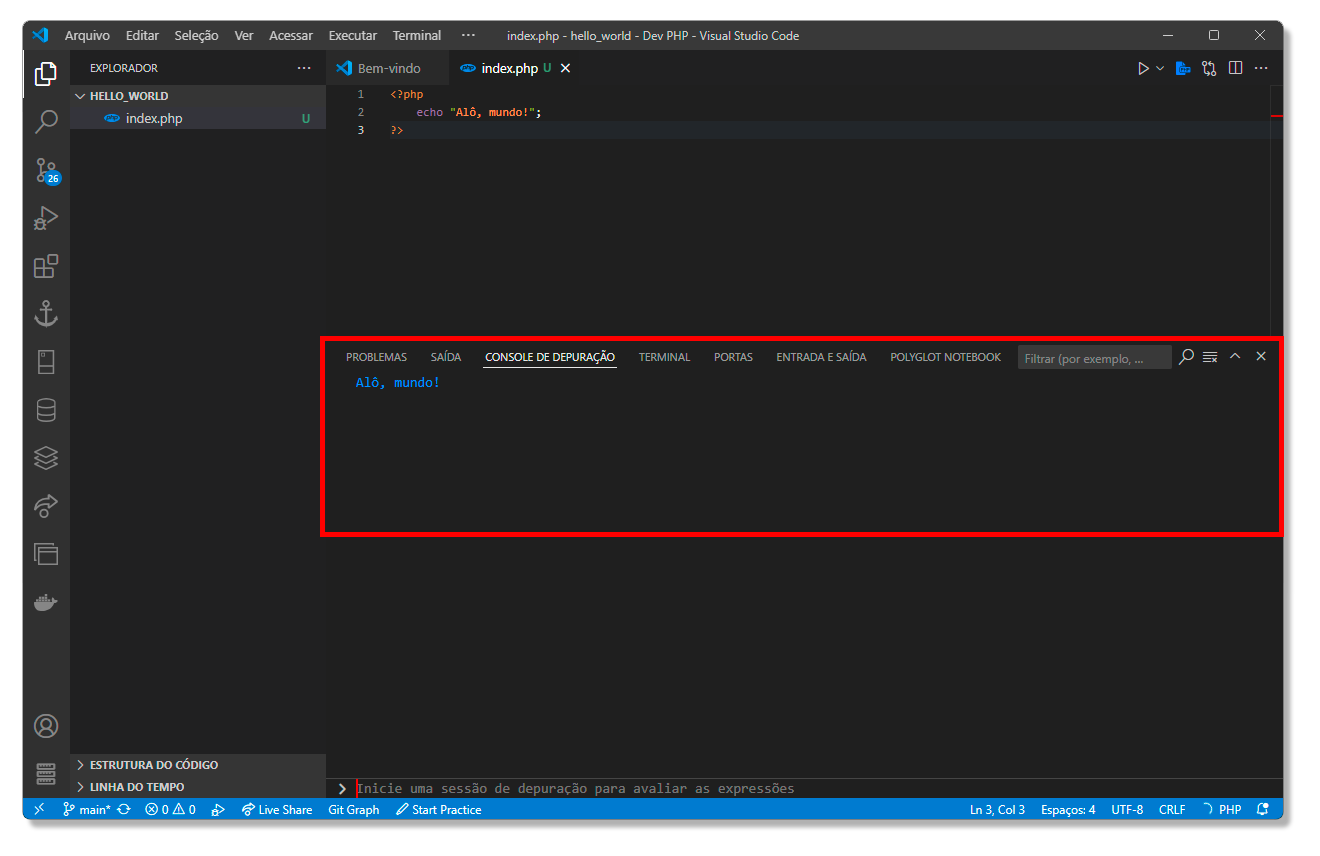 Arquivo Editar Seleção Ver Acessar Executar Terminal ··· index.php - hello_world - Dev PHP - Visual Studio Code
EXPLORADOR ···
Bem-vindo
index.php U
HELLO_WORLD
index.php U
1 <?php
2 echo "Alô, mundo!";
3 ?>
26
PROBLEMAS SAÍDA CONSOLE DE DEPURAÇÃO TERMINAL PORTAS ENTRADA E SAÍDA POLYGLOT NOTEBOOK Filtrar (por exemplo, ...
Alô, mundo!
ESTRUTURA DO CÓDIGO
LINHA DO TEMPO
Inicie uma sessão de depuração para avaliar as expressões
main* 0 0 Live Share Git Graph Start Practice Ln 3, Col 3 Espaços: 4 UTF-8 CRLF PHP